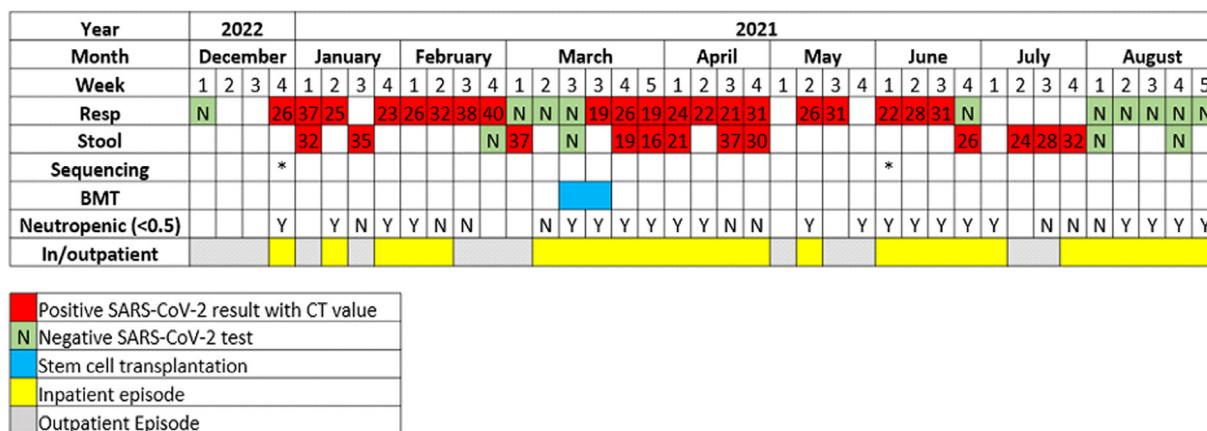 Year 2022 2021
Month December January February March April May June July August
Week 1 2 3 4 1 2 3 4 1 2 3 4 1 2 3 4 5 1 2 3 4 1 2 3 4 1 2 3 4 1 2 3 4 1 2 3 4 5
Resp N 26 37 25 23 26 32 38 40 N N N 19 26 19 24 22 21 31 26 31 22 28 31 N N N N N N
Stool 32 35 N 37 N 19 16 21 37 30 26 24 28 32 N N
Sequencing * *
BMT
Neutropenic (<0.5) Y Y N Y Y N N N Y Y Y Y Y Y N N Y Y Y Y Y Y Y N N N Y Y Y Y
In/outpatient
Positive SARS-CoV-2 result with CT value
N Negative SARS-CoV-2 test
Stem cell transplantation
Inpatient episode
Outpatient Episode